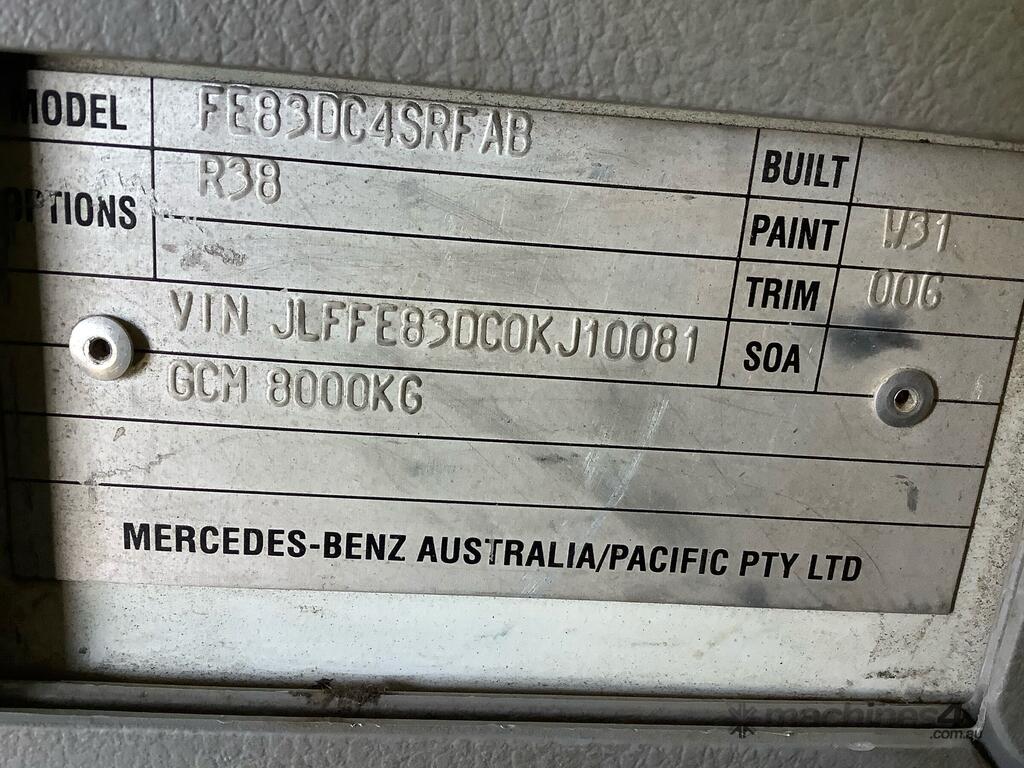 MODEL FE83DC4SRFAB
OPTIONS R38
BUILT
PAINT W31
TRIM 006
SOA
VIN JLFFE83DC0KJ10081
GCM 8000KG
MERCEDES-BENZ AUSTRALIA/PACIFIC PTY LTD
machines4u
.com.au